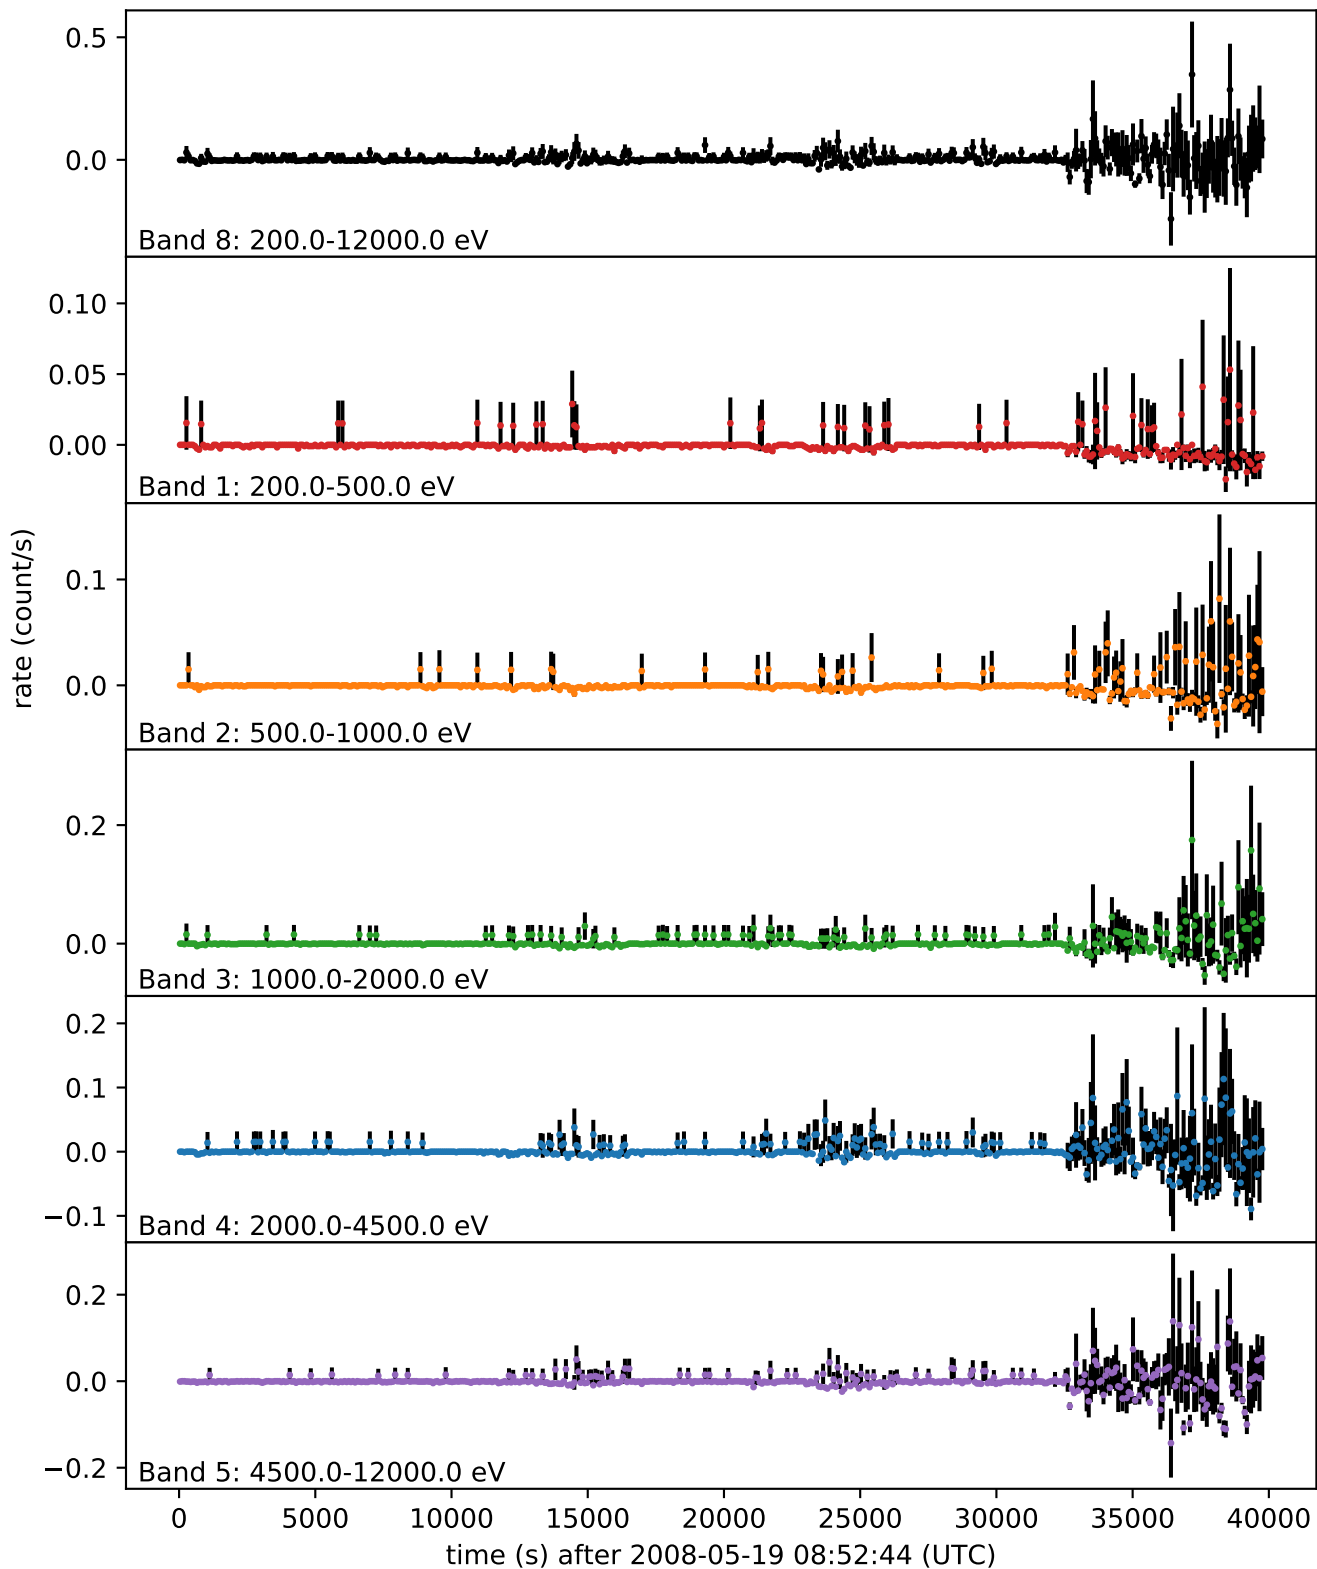 0.5
0.0
Band 8: 200.0-12000.0 eV
0.10
0.05
0.00
Band 1: 200.0-500.0 eV
0.1
0.0
Band 2: 500.0-1000.0 eV
rate (count/s)
0.2
0.0
Band 3: 1000.0-2000.0 eV
0.2
0.1
0.0
−0.1
Band 4: 2000.0-4500.0 eV
0.2
0.0
−0.2
Band 5: 4500.0-12000.0 eV
0 5000 10000 15000 20000 25000 30000 35000 40000
time (s) after 2008-05-19 08:52:44 (UTC)